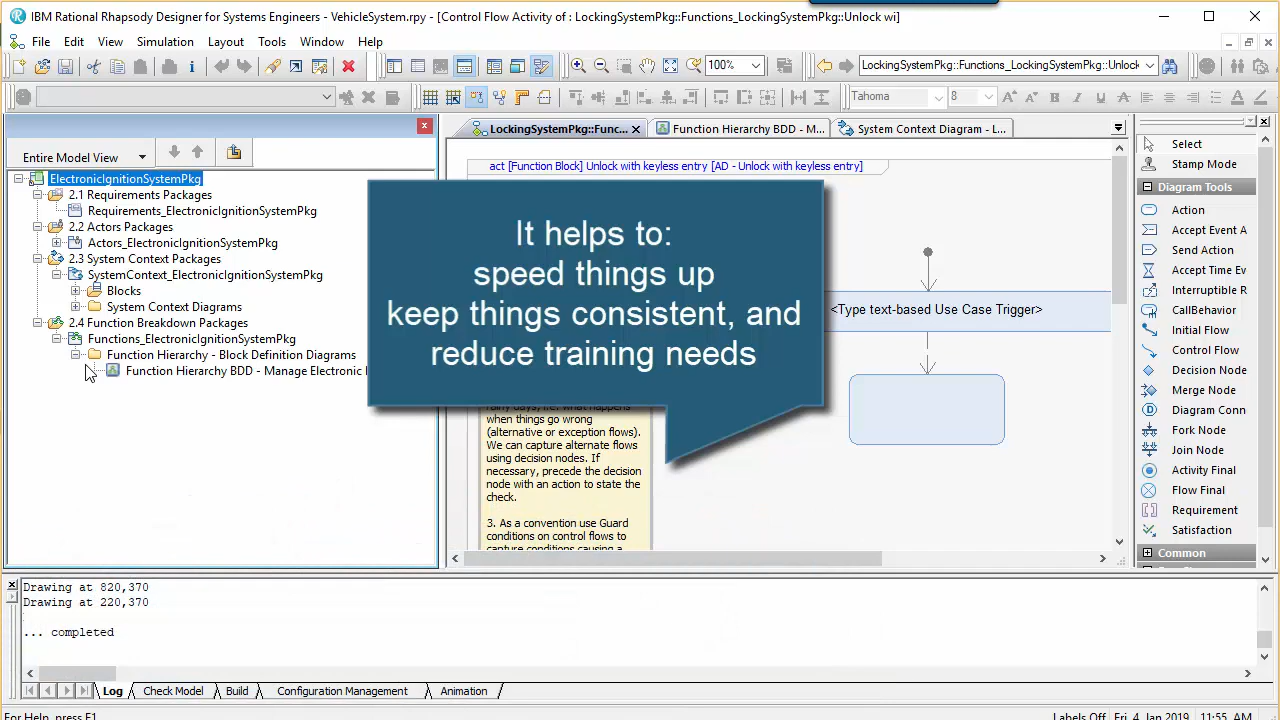 IBM Rational Rhapsody Designer for Systems Engineers - VehicleSystem.rpy - [Control Flow Activity of : LockingSystemPkg::Functions_LockingSystemPkg::Unlock wi]
File Edit View Simulation Layout Tools Window Help
100% LockingSystemPkg::Functions_LockingSystemPkg::Unlock
Tahoma 8
LockingSystemPkg::Func... Function Hierarchy BDD - M... System Context Diagram - L...
Entire Model View
ElectronicIgnitionSystemPkg
2.1 Requirements Packages
Requirements_ElectronicIgnitionSystemPkg
2.2 Actors Packages
Actors_ElectronicIgnitionSystemPkg
2.3 System Context Packages
SystemContext_ElectronicIgnitionSystemPkg
Blocks
System Context Diagrams
2.4 Function Breakdown Packages
Functions_ElectronicIgnitionSystemPkg
Function Hierarchy - Block Definition Diagrams
Function Hierarchy BDD - Manage Electronic
act [Function Block] Unlock with keyless entry [AD - Unlock with keyless entry]
It helps to:
speed things up
keep things consistent, and
reduce training needs
<Type text-based Use Case Trigger>
rainy days, i.e. what happens
when things go wrong
(alternative or exception flows).
We can capture alternate flows
using decision nodes. If
necessary, precede the decision
node with an action to state the
check.
3. As a convention use Guard
conditions on control flows to
capture conditions causing a
Select
Stamp Mode
Diagram Tools
Action
Accept Event A
Send Action
Accept Time Ev
Interruptible R
CallBehavior
Initial Flow
Control Flow
Decision Node
Merge Node
Diagram Conn
Fork Node
Join Node
Activity Final
Flow Final
Requirement
Satisfaction
Common
Drawing at 820,370
Drawing at 220,370
... completed
Log Check Model Build Configuration Management Animation
For Help, press F1 Labels Off Fri, 4, Jan 2019 11:55 AM